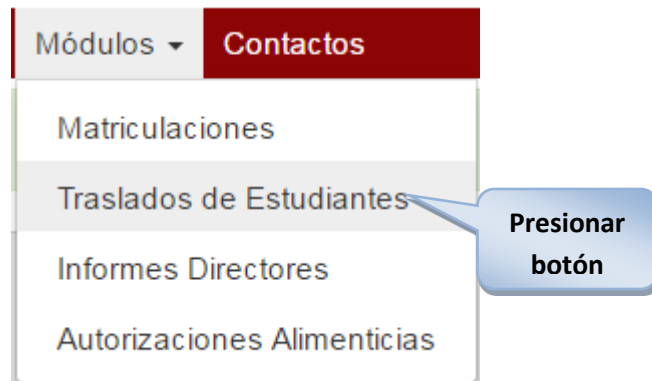 Módulos Contactos
Matriculaciones
Traslados de Estudiantes
Presionar
botón
Informes Directores
Autorizaciones Alimenticias